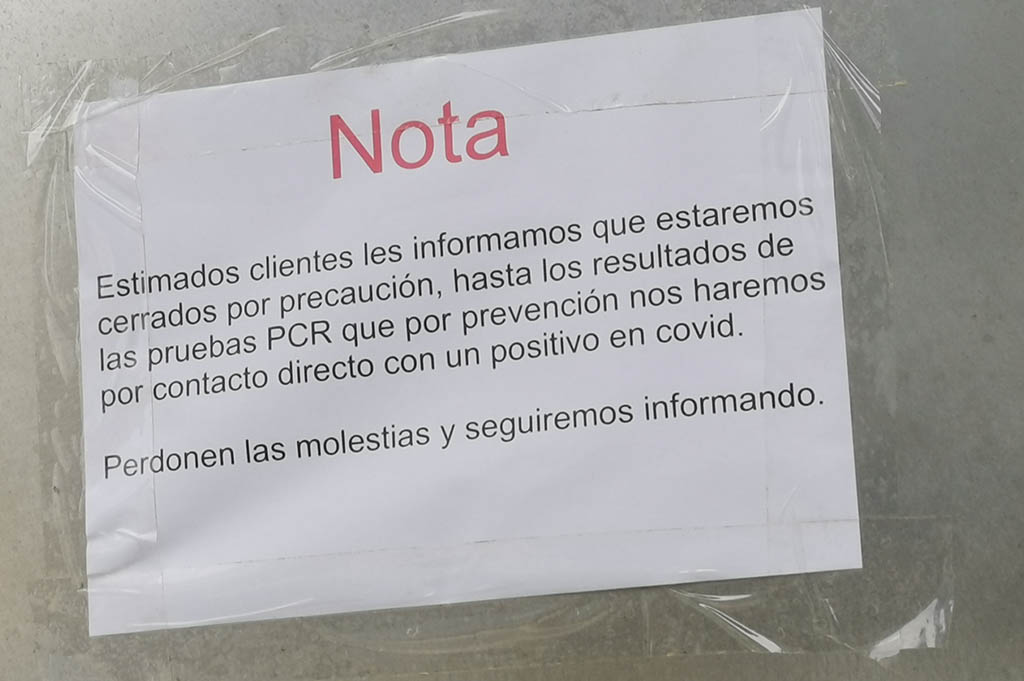 Nota
Estimados clientes les informamos que estaremos
cerrados por precaución, hasta los resultados de
las pruebas PCR que por prevención nos haremos
por contacto directo con un positivo en covid.
Perdonen las molestias y seguiremos informando.